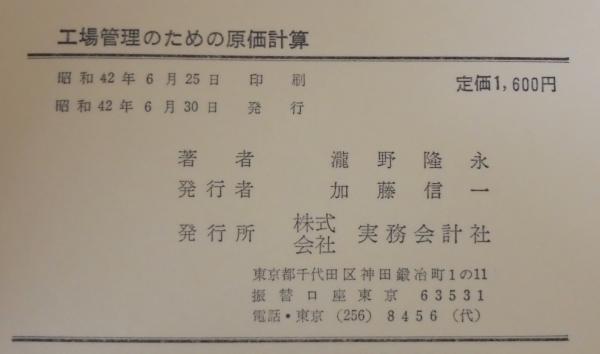 工場管理のための原価計算
昭和42年6月25日 印刷 定価1,600円
昭和42年6月30日 発行
著者 瀧野隆永
発行者 加藤信一
発行所 株式会社 実務会計社
東京都千代田区神田鍛冶町1の11
振替口座東京 63531
電話・東京 (256) 8456 (代)